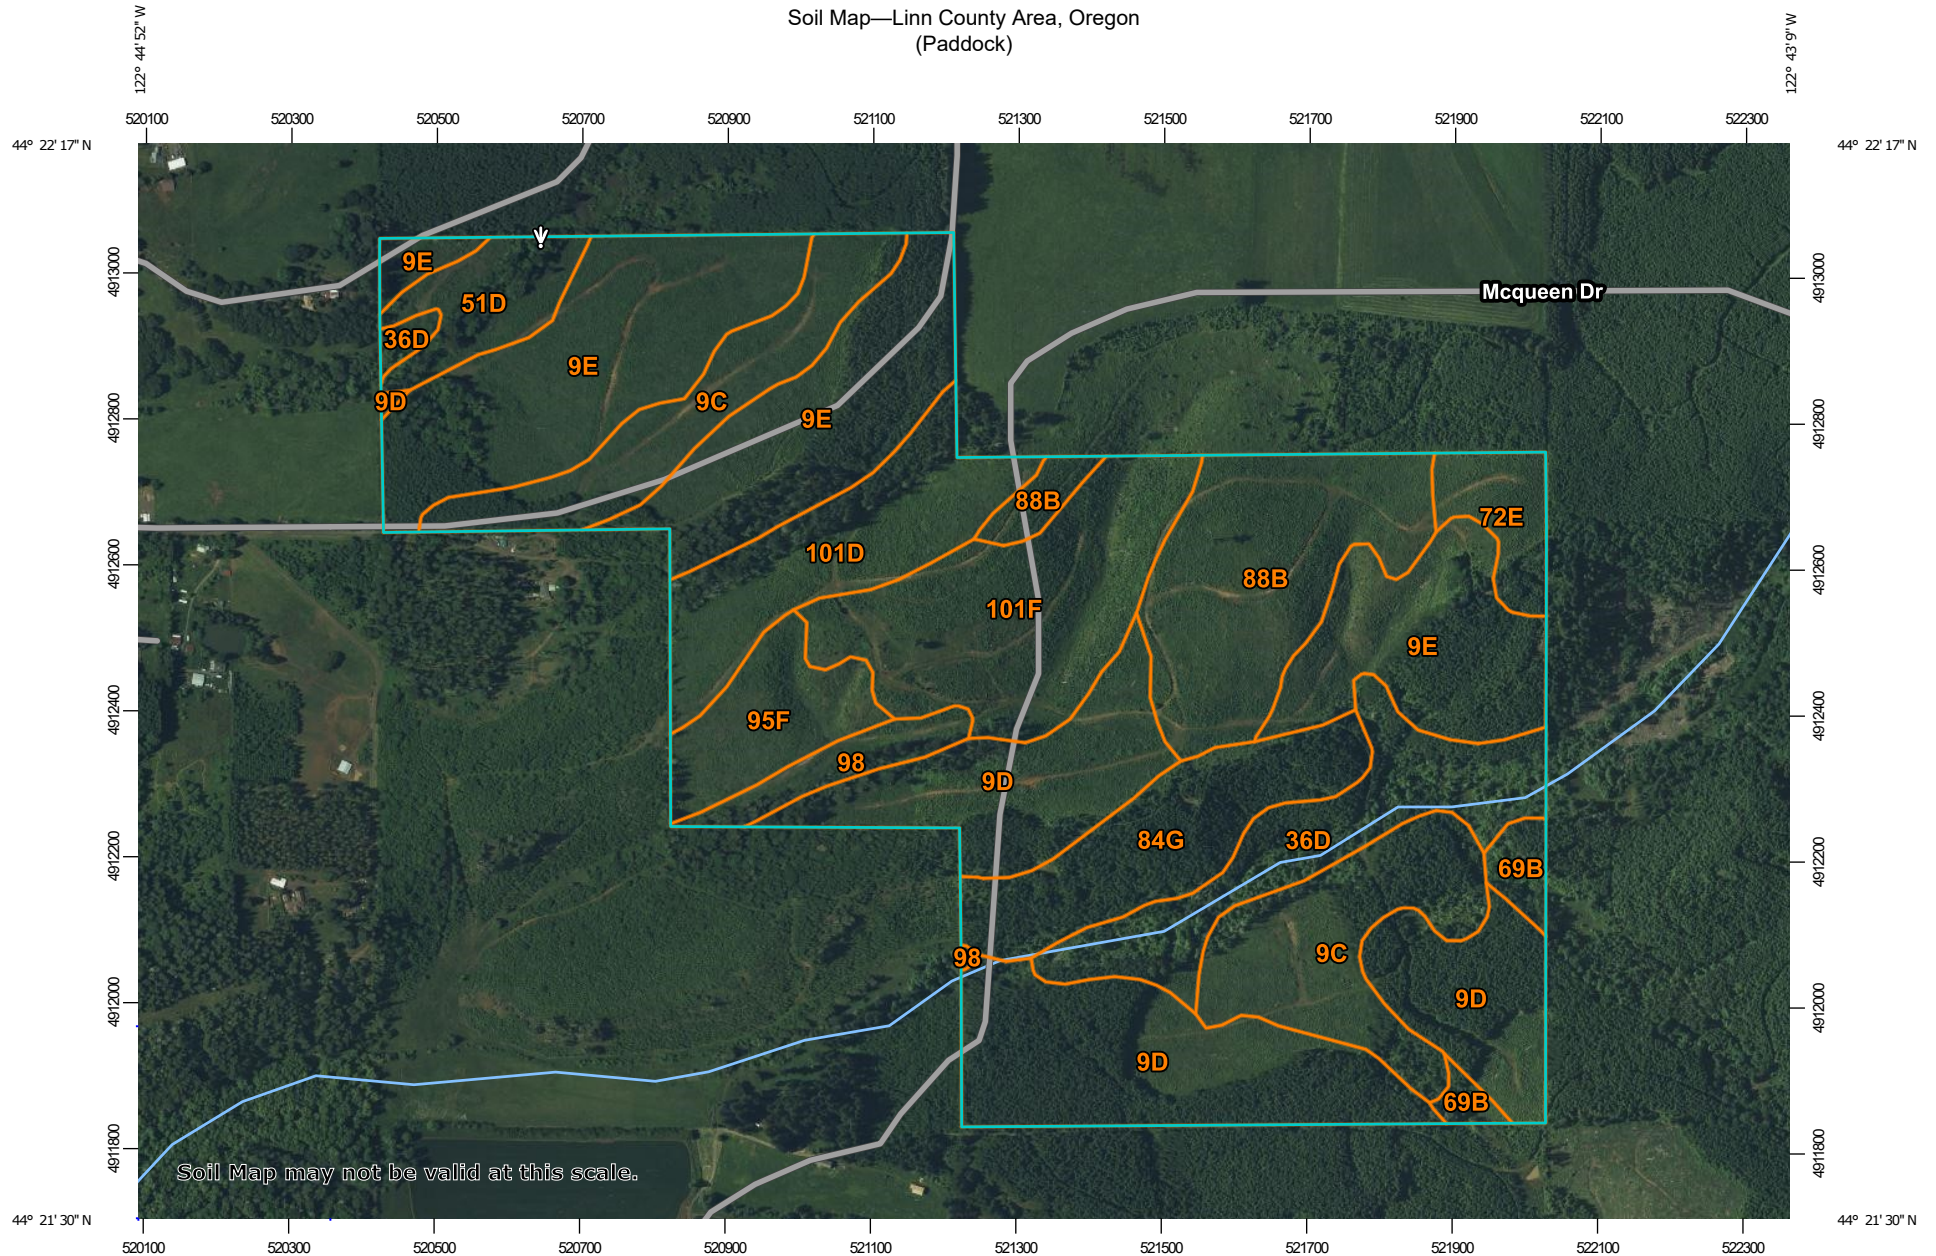 Soil Map—Linn County Area, Oregon
(Paddock)
122° 44' 52" W
122° 43' 9" W
520100 520300 520500 520700 520900 521100 521300 521500 521700 521900 522100 522300
44° 22' 17" N
44° 22' 17" N
9E
4913000
4913000
Mcqueen Dr
51D
36D
9E
9D
9C
9E
4912800
4912800
88B
72E
101D
4912600
4912600
88B
101F
9E
95F
4912400
4912400
98
9D
84G
36D
4912200
4912200
69B
98
9C
9D
4912000
4912000
9D
69B
4911800
4911800
Soil Map may not be valid at this scale.
44° 21' 30" N
44° 21' 30" N
520100 520300 520500 520700 520900 521100 521300 521500 521700 521900 522100 522300